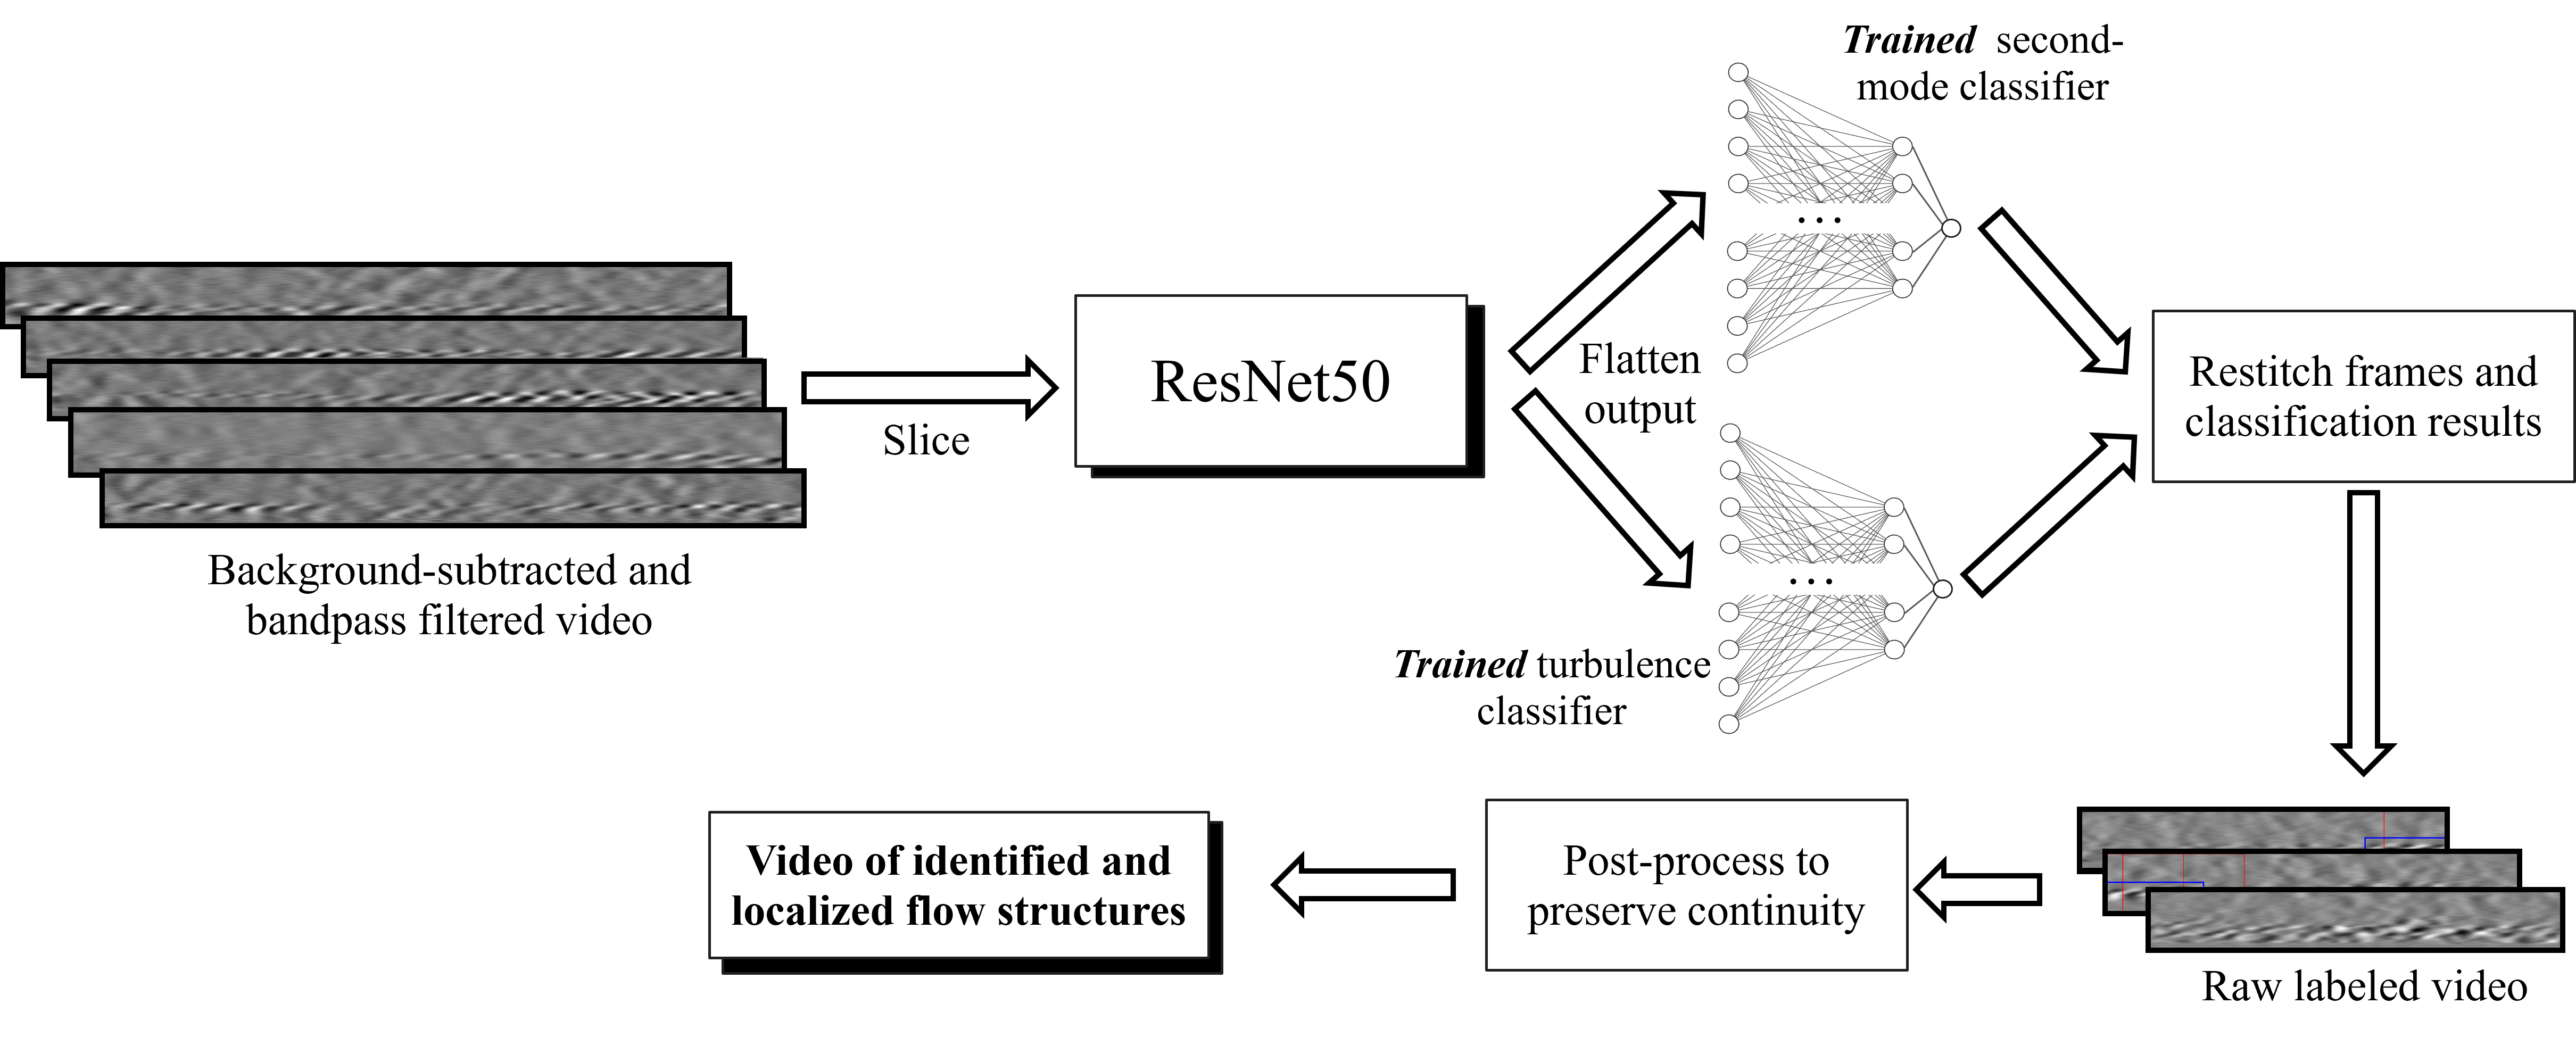 Background-subtracted and
bandpass filtered video
Slice
ResNet50
Flatten
output
Trained second-
mode classifier
. . .
Trained turbulence
classifier
. . .
Restitch frames and
classification results
Raw labeled video
Post-process to
preserve continuity
Video of identified and
localized flow structures